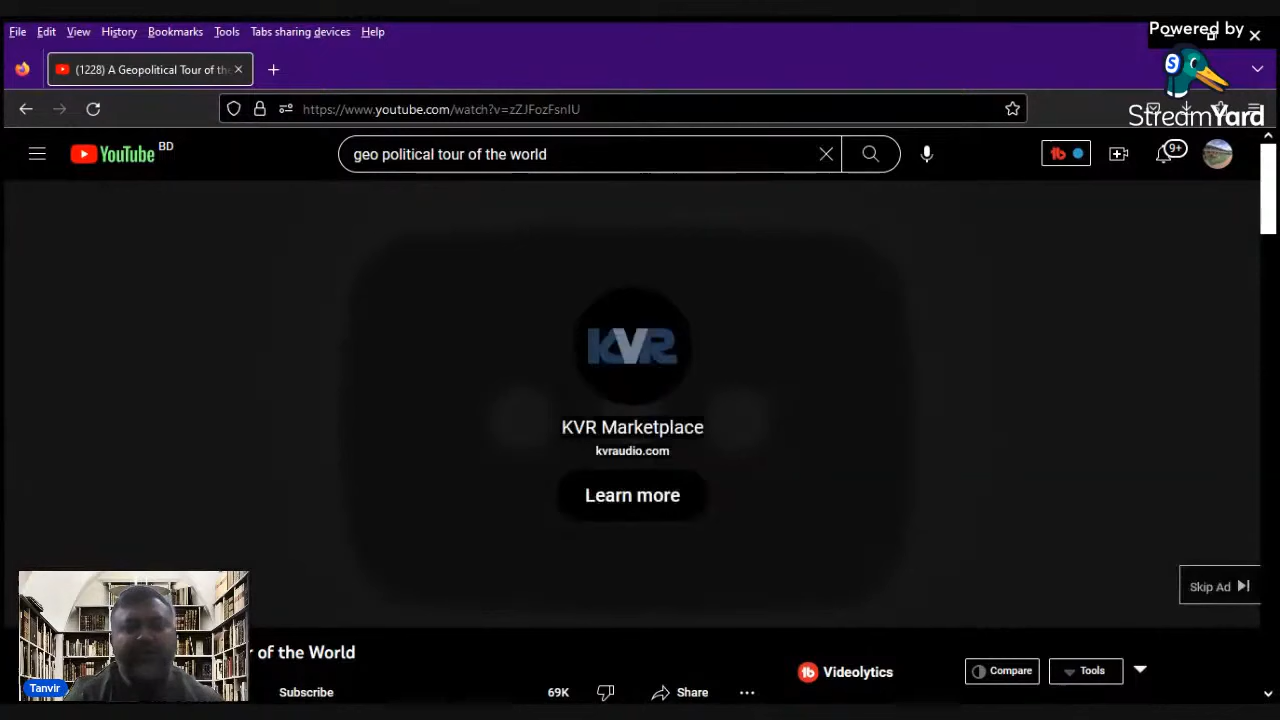 File Edit View History Bookmarks Tools Tabs sharing devices Help
Powered by
(1228) A Geopolitical Tour of the
StreamYard
https://www.youtube.com/watch?v=zZJFozFsnIU
YouTube BD
geo political tour of the world
9+
KVR
KVR Marketplace
kvraudio.com
Learn more
Skip Ad
of the World
Videolytics
Compare
Tools
Tanvir
Subscribe
69K
Share